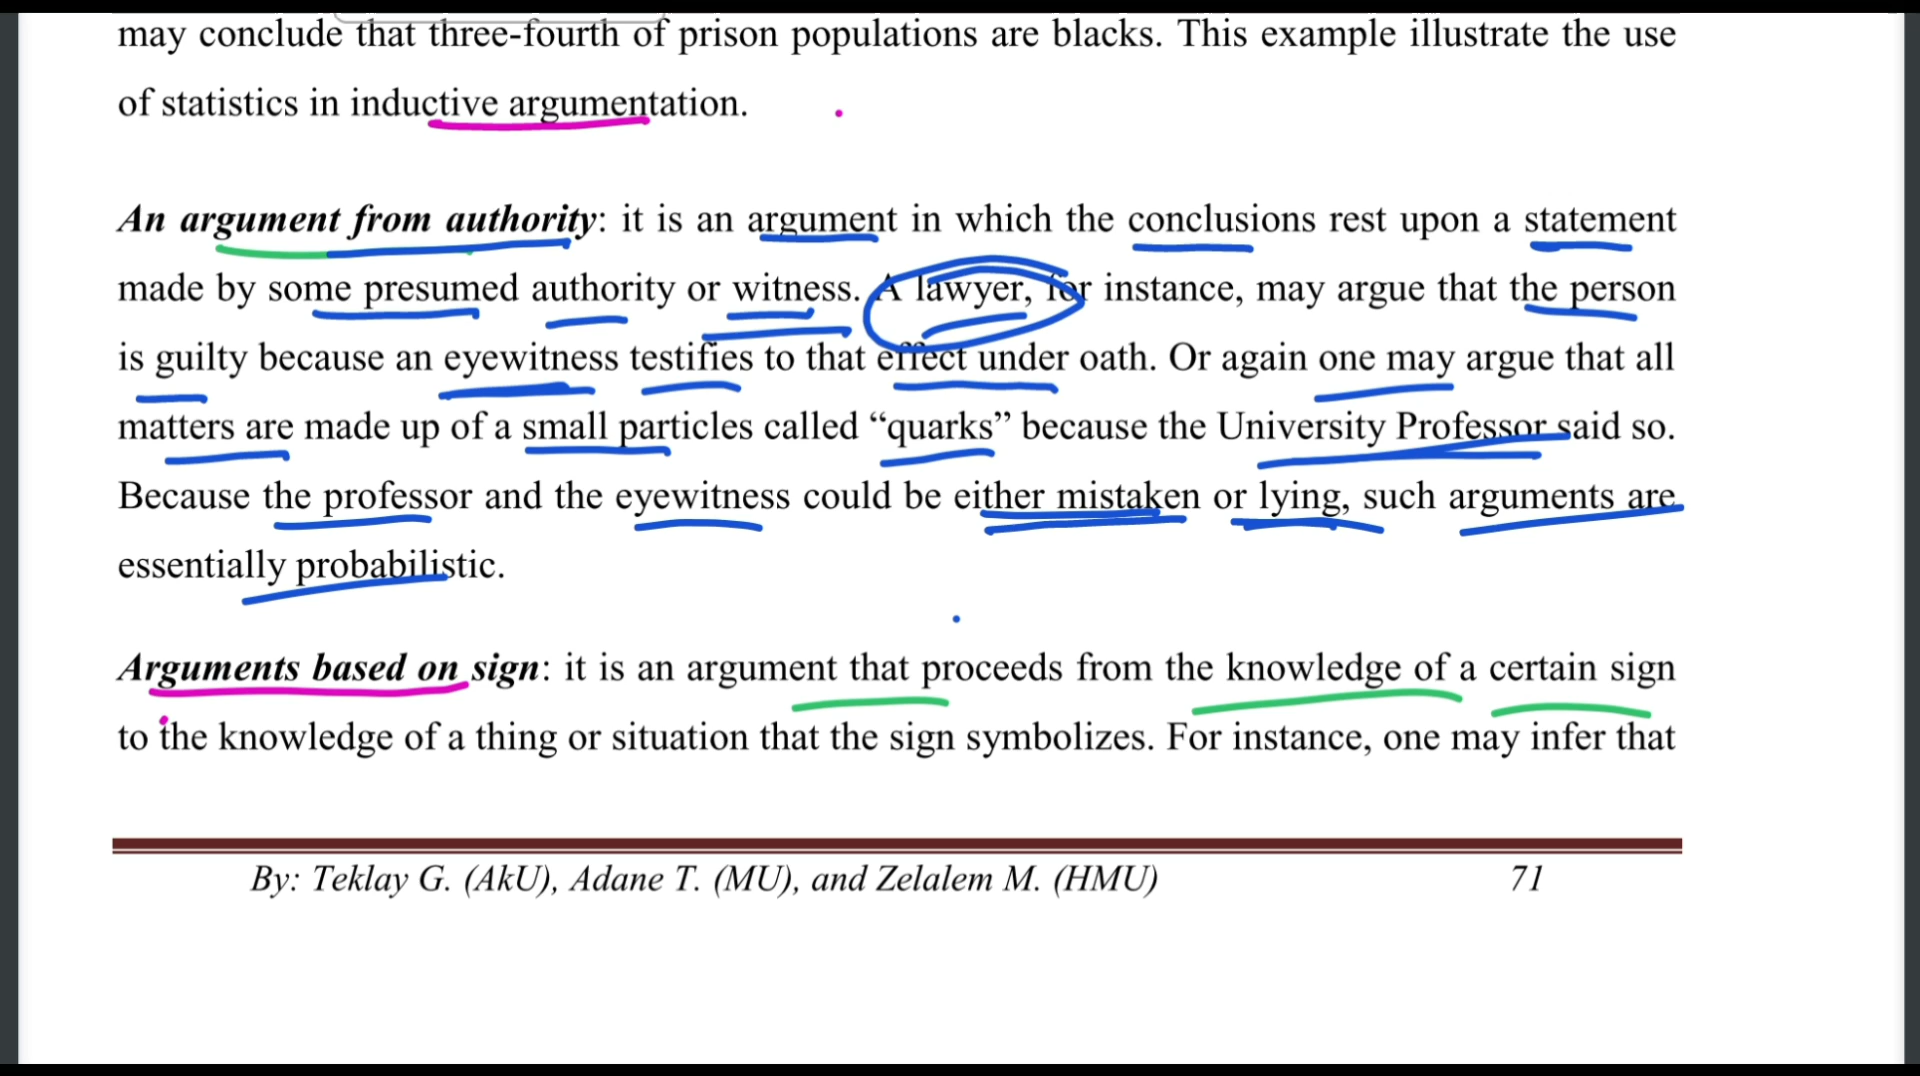 may conclude that three-fourth of prison populations are blacks. This example illustrate the use
of statistics in inductive argumentation.
An argument from authority: it is an argument in which the conclusions rest upon a statement
made by some presumed authority or witness. A lawyer, for instance, may argue that the person
is guilty because an eyewitness testifies to that effect under oath. Or again one may argue that all
matters are made up of a small particles called “quarks” because the University Professor said so.
Because the professor and the eyewitness could be either mistaken or lying, such arguments are
essentially probabilistic.
Arguments based on sign: it is an argument that proceeds from the knowledge of a certain sign
to the knowledge of a thing or situation that the sign symbolizes. For instance, one may infer that
By: Teklay G. (AkU), Adane T. (MU), and Zelalem M. (HMU) 71